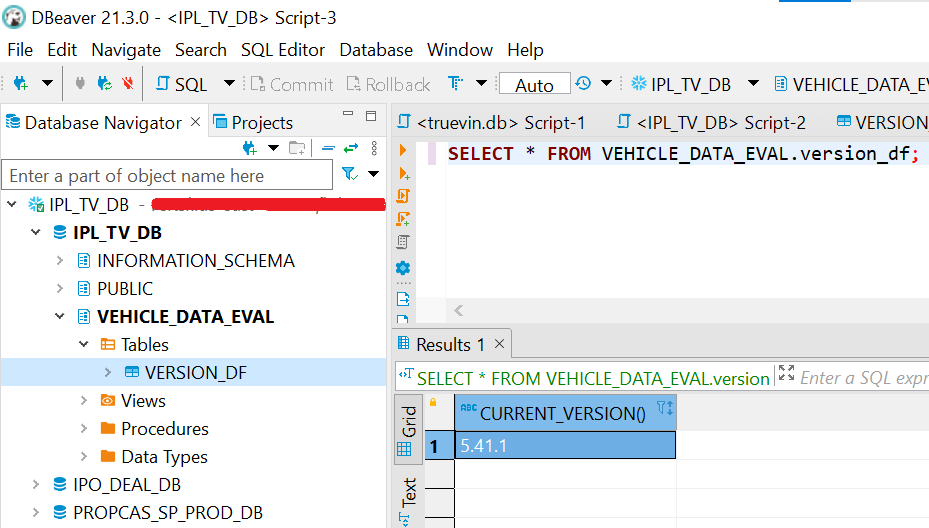 DBeaver 21.3.0 - <IPL_TV_DB> Script-3
File Edit Navigate Search SQL Editor Database Window Help
SQL Commit Rollback Auto IPL_TV_DB VEHICLE_DATA_EV
Database Navigator Projects
Enter a part of object name here
IPL_TV_DB -
IPL_TV_DB
INFORMATION_SCHEMA
PUBLIC
VEHICLE_DATA_EVAL
Tables
VERSION_DF
Views
Procedures
Data Types
IPO_DEAL_DB
PROPCAS_SP_PROD_DB
<truevin.db> Script-1 <IPL_TV_DB> Script-2 VERSION
SELECT * FROM VEHICLE_DATA_EVAL.version_df;
Results 1
SELECT * FROM VEHICLE_DATA_EVAL.version Enter a SQL expr
Grid
Text
ABC CURRENT_VERSION()
1 5.41.1